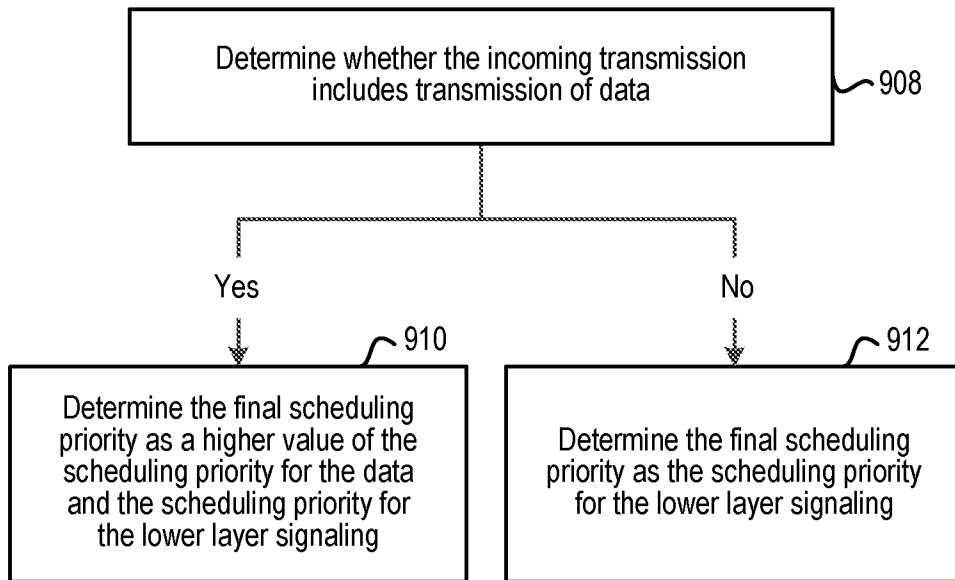 Determine whether the incoming transmission
includes transmission of data
908
Yes
No
910
912
Determine the final scheduling
priority as a higher value of the
scheduling priority for the data
and the scheduling priority for
the lower layer signaling
Determine the final scheduling
priority as the scheduling priority
for the lower layer signaling